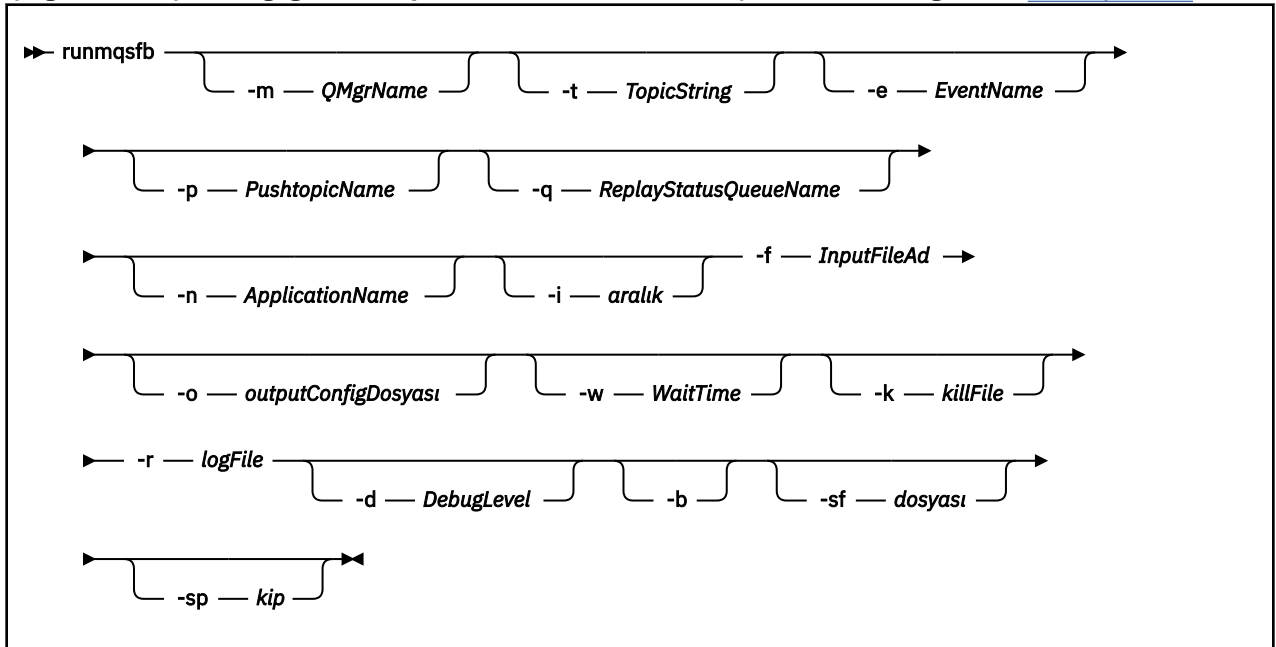 runmqsfb
-m QMgrName -t TopicString -e EventName
-p PushtopicName -q ReplayStatusQueueName
-f InputFileAd
-n ApplicationName -i aralık
-o outputConfigDosyası -w WaitTime -k killFile
-r logFile
-d DebugLevel -b -sf dosyası
-sp kip